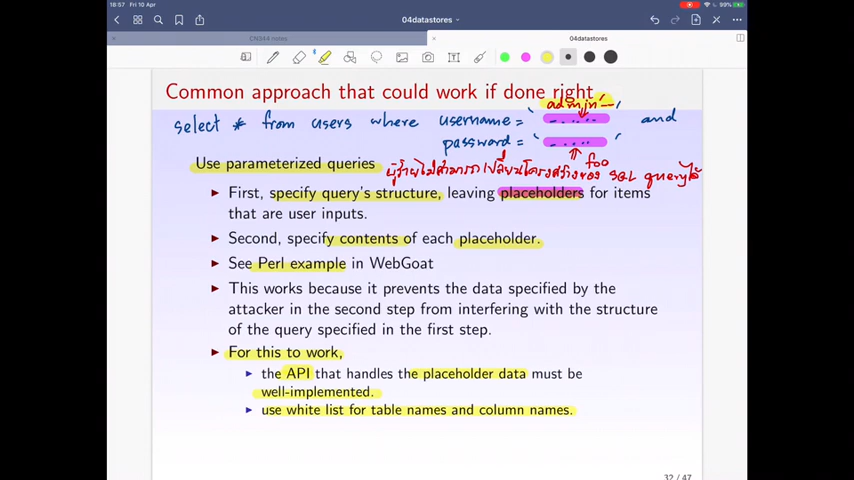 18:57 Fri 10 Apr
99%
04datastores
CN344 notes
04datastores
Common approach that could work if done right
admin'--
select * from users where username = ' ...... ' and
password = ' ...... '
foo
Use parameterized queries
ผู้ร้ายไม่สามารถเปลี่ยนโครงสร้างของ SQL queryได้
▶ First, specify query's structure, leaving placeholders for items
that are user inputs.
▶ Second, specify contents of each placeholder.
▶ See Perl example in WebGoat
▶ This works because it prevents the data specified by the
attacker in the second step from interfering with the structure
of the query specified in the first step.
▶ For this to work,
▶ the API that handles the placeholder data must be
well-implemented.
▶ use white list for table names and column names.
32 / 47